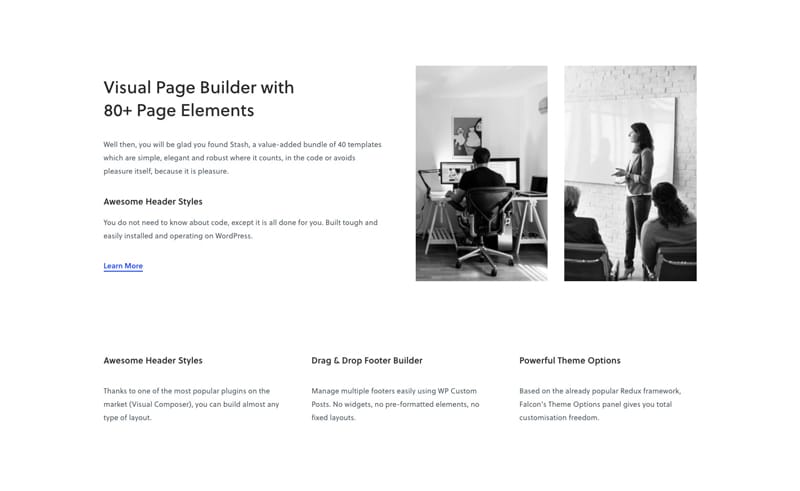 Visual Page Builder with
80+ Page Elements
Well then, you will be glad you found Stash, a value-added bundle of 40 templates
which are simple, elegant and robust where it counts, in the code or avoids
pleasure itself, because it is pleasure.
Awesome Header Styles
You do not need to know about code, except it is all done for you. Built tough and
easily installed and operating on WordPress.
Learn More
Awesome Header Styles
Thanks to one of the most popular plugins on the
market (Visual Composer), you can build almost any
type of layout.
Drag & Drop Footer Builder
Manage multiple footers easily using WP Custom
Posts. No widgets, no pre-formatted elements, no
fixed layouts.
Powerful Theme Options
Based on the already popular Redux framework,
Falcon's Theme Options panel gives you total
customisation freedom.